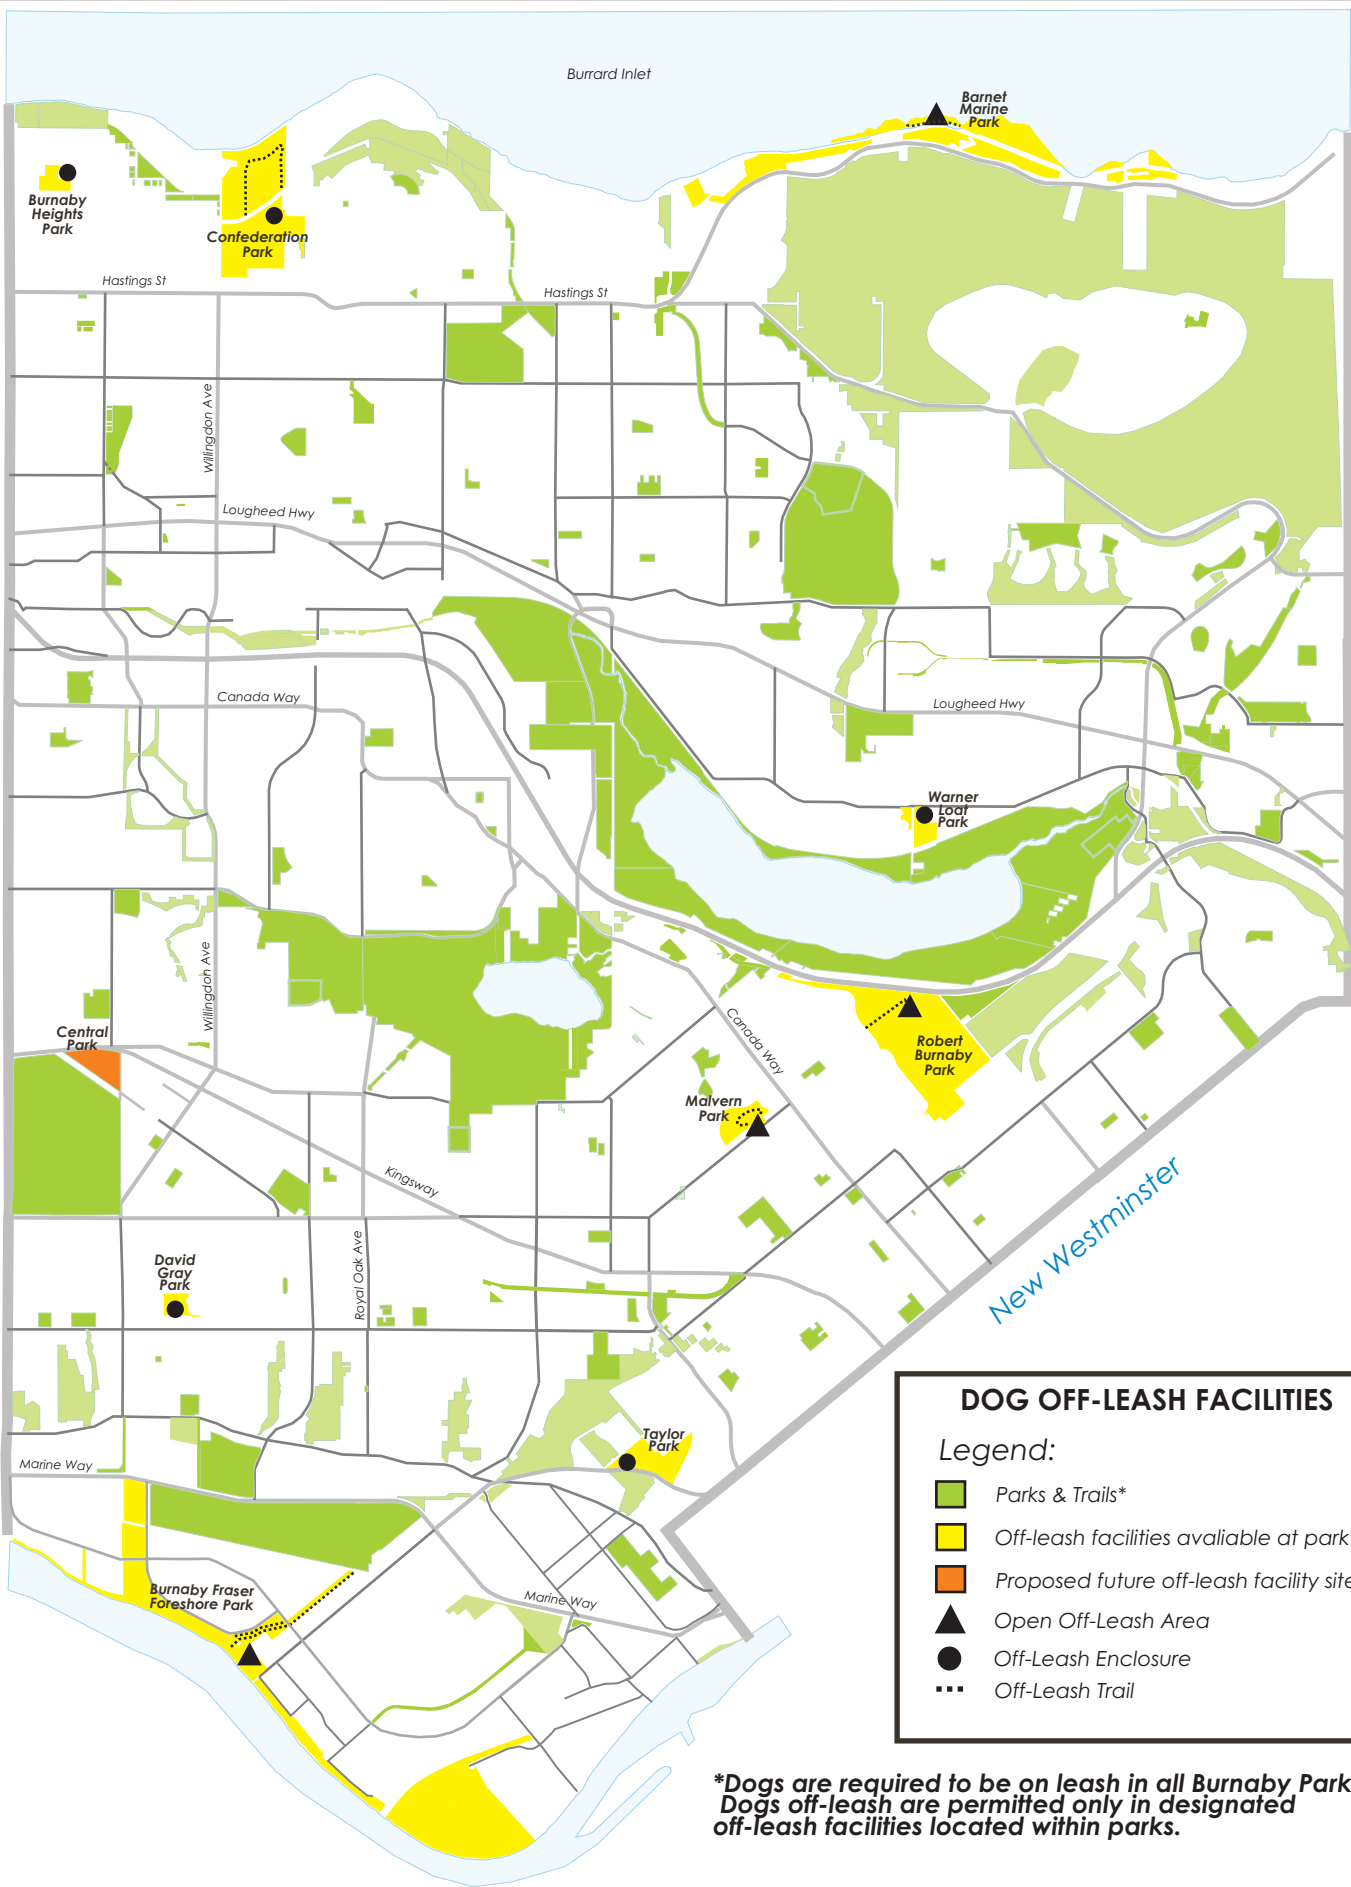 Burrard Inlet
Barnet
Marine
Park
Burnaby
Heights
Park
Confederation
Park
Hastings St
Hastings St
Willingdon Ave
Lougheed Hwy
Canada Way
Lougheed Hwy
Warner
Loat
Park
Willingdon Ave
Central
Park
Canada Way
Robert
Burnaby
Park
Malvern
Park
Kingsway
New Westminster
David
Gray
Park
Royal Oak Ave
Taylor
Park
Marine Way
Burnaby Fraser
Foreshore Park
Marine Way
DOG OFF-LEASH FACILITIES
Legend:
Parks & Trails*
Off-leash facilities avaliable at park*
Proposed future off-leash facility site
Open Off-Leash Area
Off-Leash Enclosure
Off-Leash Trail
*Dogs are required to be on leash in all Burnaby Park
Dogs off-leash are permitted only in designated
off-leash facilities located within parks.